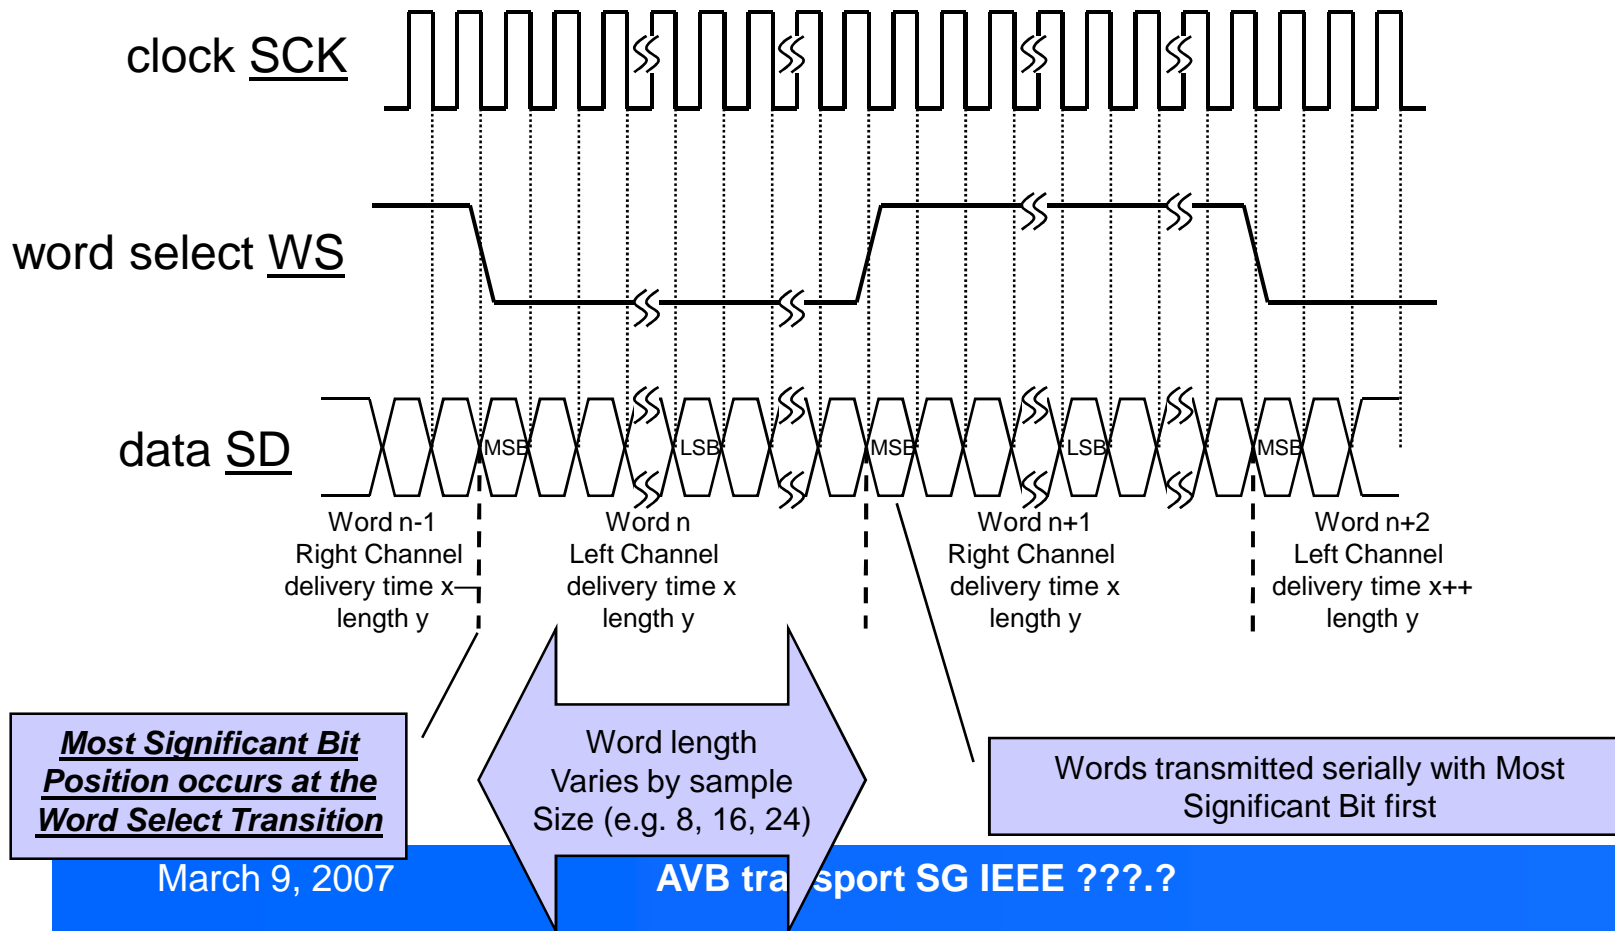 clock SCK
word select WS
data SD
MSB
LSB
MSB
LSB
MSB
Word n-1
Right Channel
delivery time x—
length y
Word n
Left Channel
delivery time x
length y
Word n+1
Right Channel
delivery time x
length y
Word n+2
Left Channel
delivery time x++
length y
Most Significant Bit
Position occurs at the
Word Select Transition
Word length
Varies by sample
Size (e.g. 8, 16, 24)
Words transmitted serially with Most
Significant Bit first
March 9, 2007
AVB transport SG IEEE ???.?